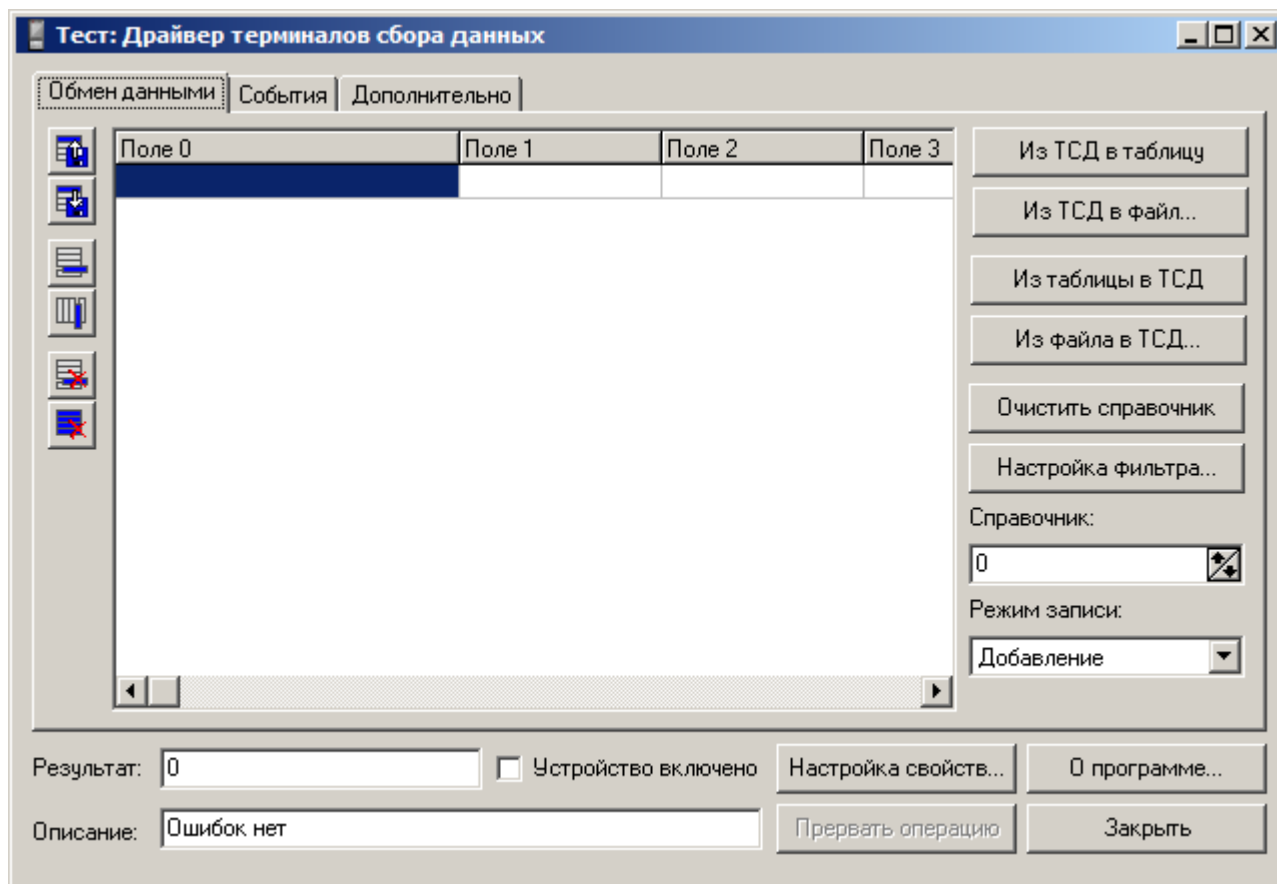 Тест: Драйвер терминалов сбора данных
Обмен данными События Дополнительно
Поле 0 Поле 1 Поле 2 Поле 3
Из ТСД в таблицу
Из ТСД в файл...
Из таблицы в ТСД
Из файла в ТСД...
Очистить справочник
Настройка фильтра...
Справочник:
0
Режим записи:
Добавление
Результат: 0 Устройство включено Настройка свойств... О программе...
Описание: Ошибок нет Прервать операцию Закрыть